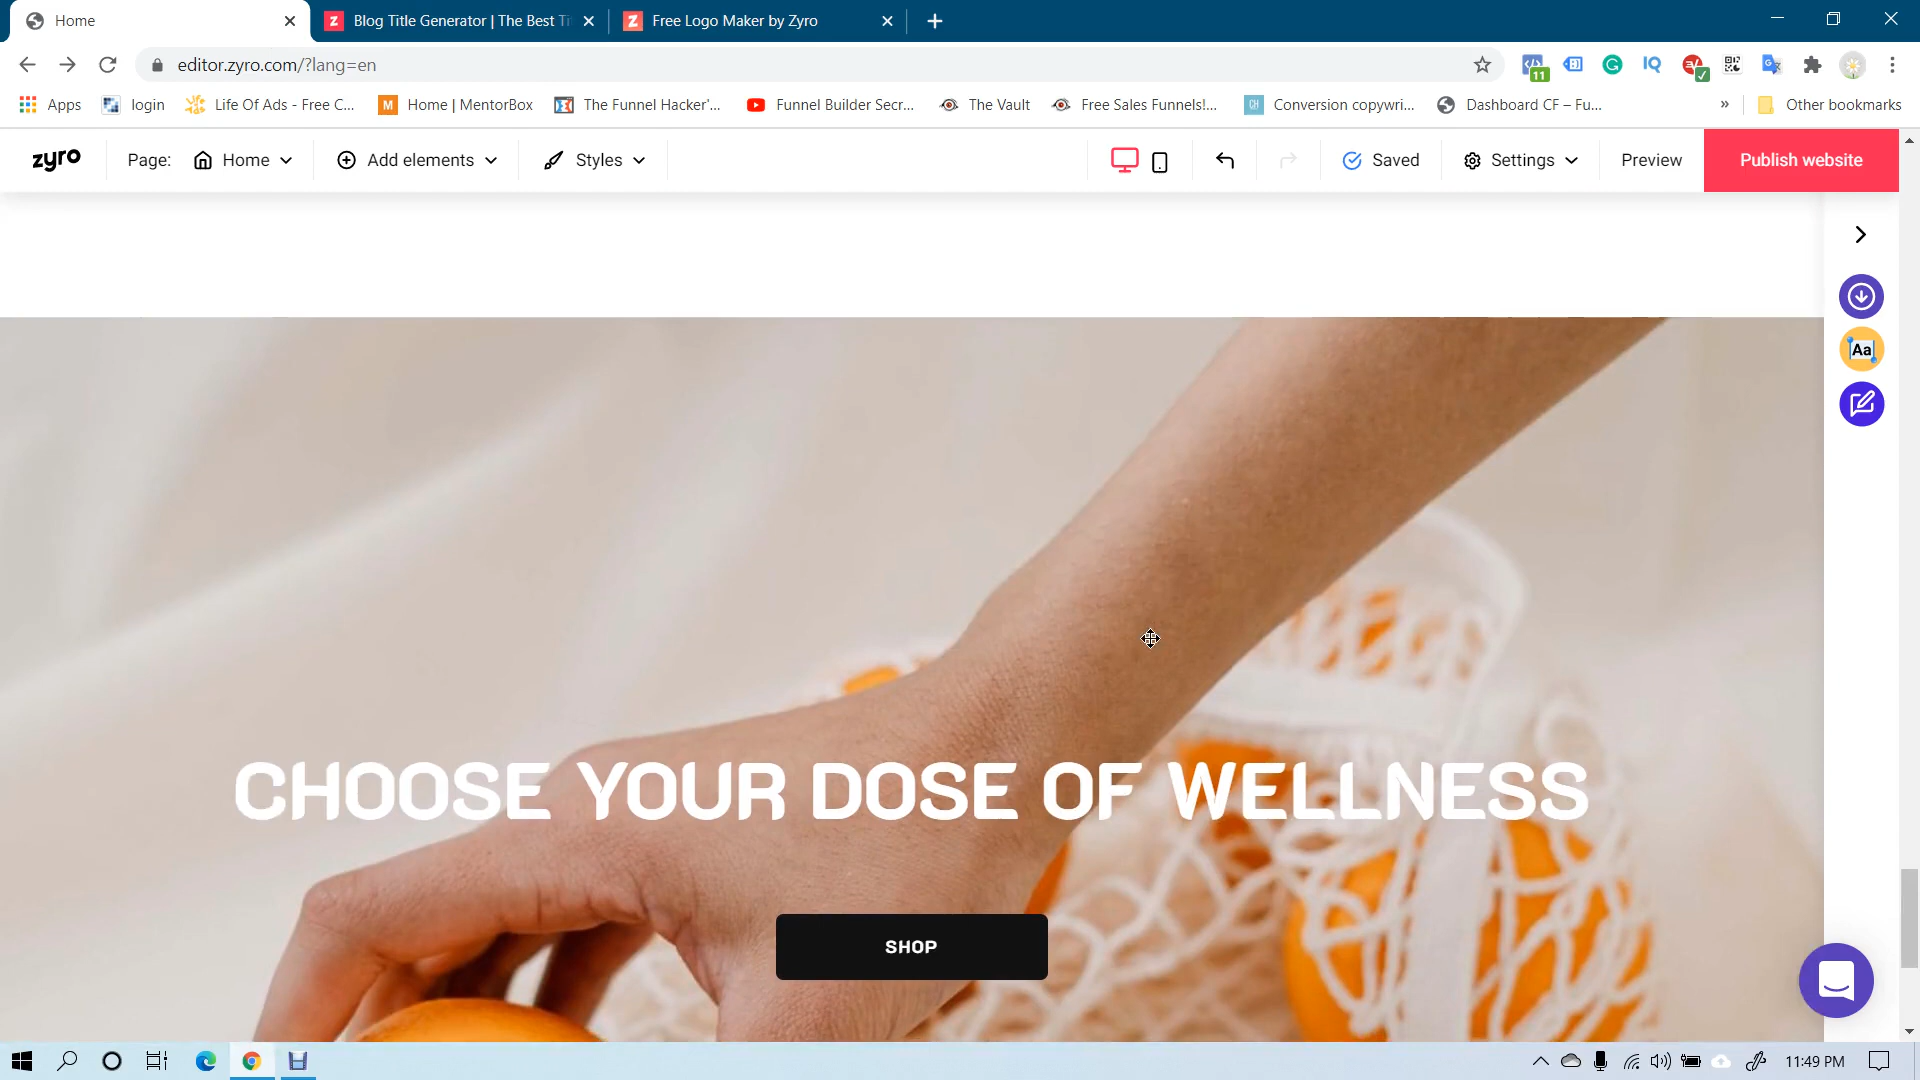 Home
Blog Title Generator | The Best Ti
Free Logo Maker by Zyro
editor.zyro.com/?lang=en
11
IQ
Apps
login
Life Of Ads - Free C...
Home | MentorBox
The Funnel Hacker'...
Funnel Builder Secr...
The Vault
Free Sales Funnels!...
Conversion copywri...
Dashboard CF – Fu...
»
Other bookmarks
zyro
Page:
Home
Add elements
Styles
Saved
Settings
Preview
Publish website
Aa
CHOOSE YOUR DOSE OF WELLNESS
SHOP
11:49 PM